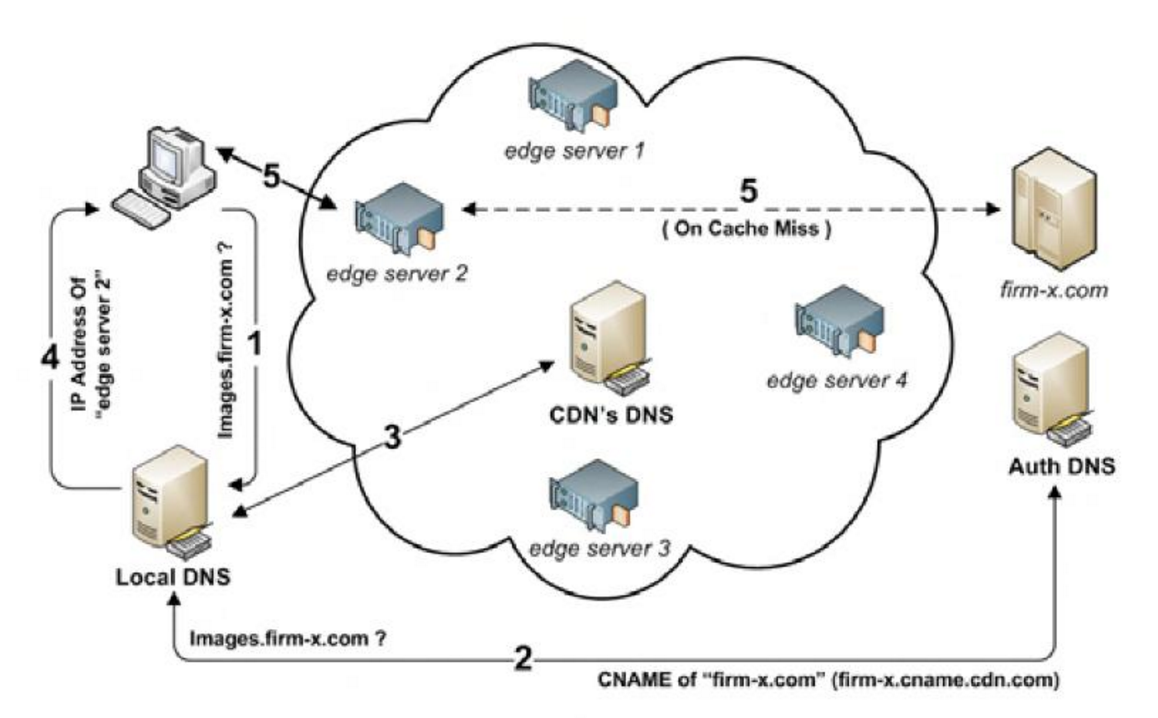 edge server 1
5
edge server 2
5
( On Cache Miss )
firm-x.com
4
IP Address Of
"edge server 2"
Images.firm-x.com ?
1
edge server 4
CDN's DNS
3
Auth DNS
edge server 3
Local DNS
Images.firm-x.com ?
2
CNAME of "firm-x.com" (firm-x.cname.cdn.com)